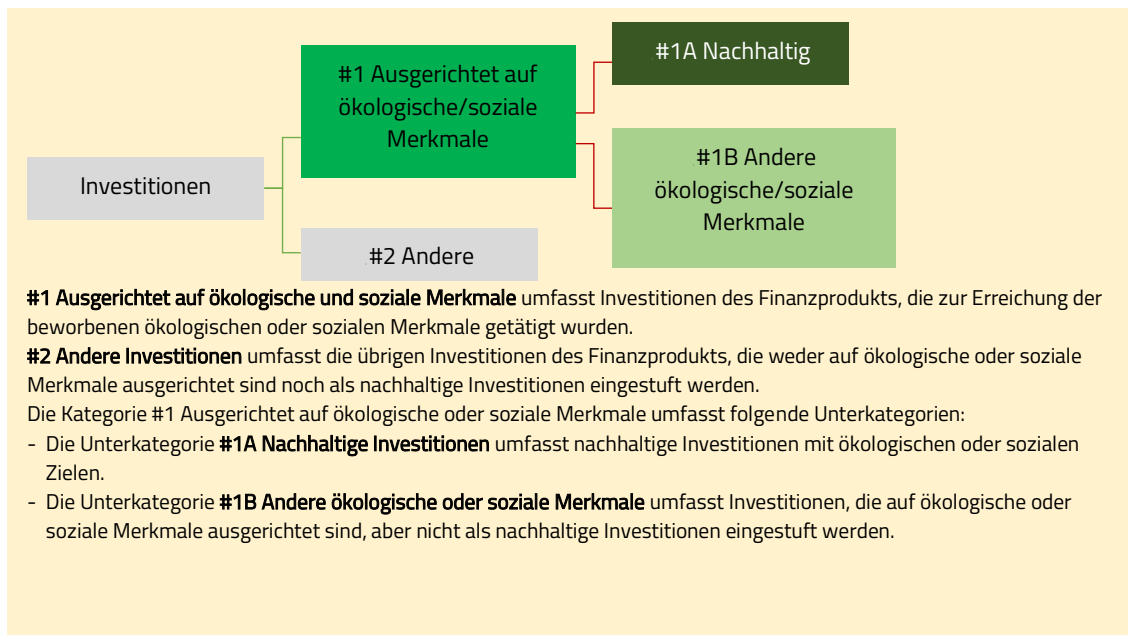 #1A Nachhaltig
#1 Ausgerichtet auf
ökologische/soziale
Merkmale
#1B Andere
ökologische/soziale
Merkmale
Investitionen
#2 Andere
#1 Ausgerichtet auf ökologische und soziale Merkmale umfasst Investitionen des Finanzprodukts, die zur Erreichung der
beworbenen ökologischen oder sozialen Merkmale getätigt wurden.
#2 Andere Investitionen umfasst die übrigen Investitionen des Finanzprodukts, die weder auf ökologische oder soziale
Merkmale ausgerichtet sind noch als nachhaltige Investitionen eingestuft werden.
Die Kategorie #1 Ausgerichtet auf ökologische oder soziale Merkmale umfasst folgende Unterkategorien:
- Die Unterkategorie #1A Nachhaltige Investitionen umfasst nachhaltige Investitionen mit ökologischen oder sozialen
Zielen.
- Die Unterkategorie #1B Andere ökologische oder soziale Merkmale umfasst Investitionen, die auf ökologische oder
soziale Merkmale ausgerichtet sind, aber nicht als nachhaltige Investitionen eingestuft werden.